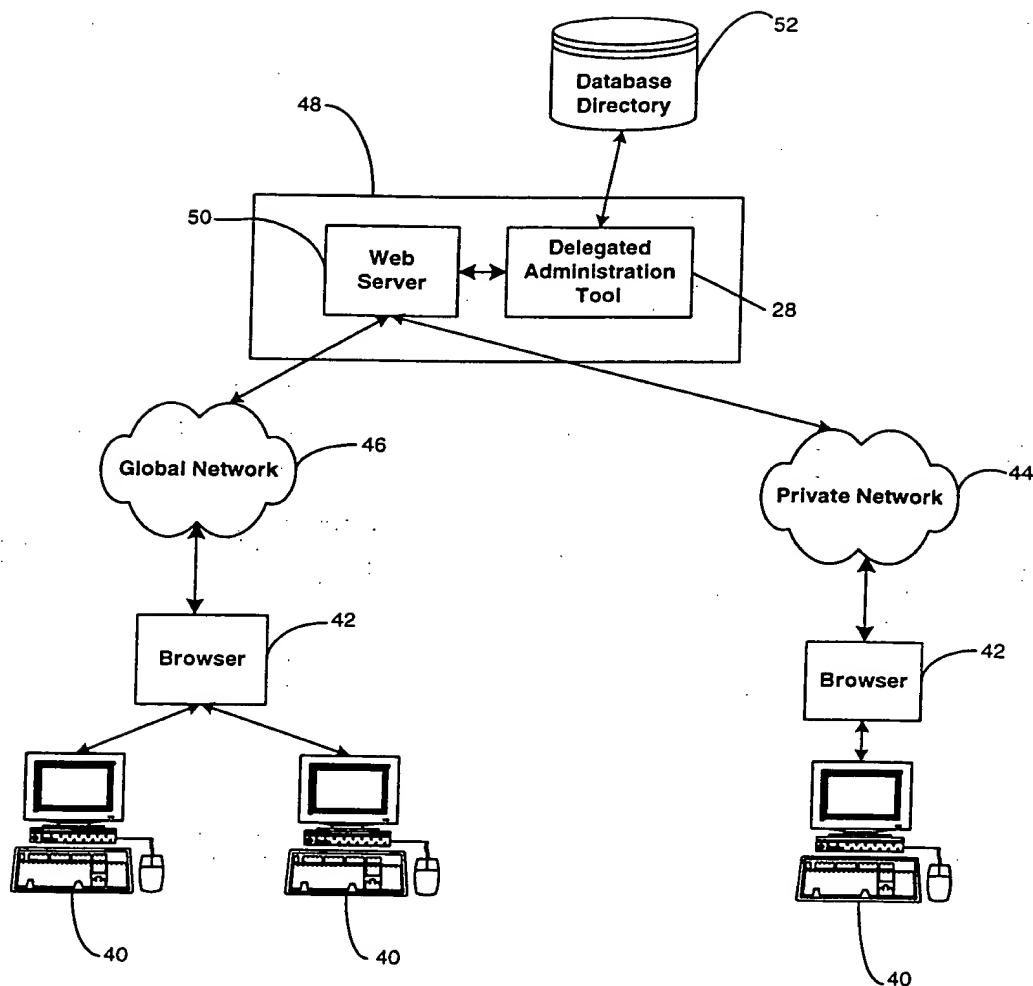 52
Database
Directory
48
50
Web
Server
Delegated
Administration
Tool
28
46
Global Network
44
Private Network
42
Browser
42
Browser
40
40
40